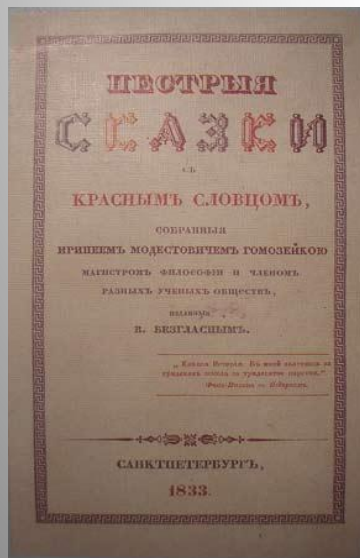 ПЕСТРЫЯ
СКАЗКИ
СЪ
КРАСНЫМЪ СЛОВЦОМЪ,
СОБРАННЫЯ
ИРИНЕЕМЪ МОДЕСТОВИЧЕМЪ ГОМОЗЕЙКОЮ
МАГИСТРОМЪ ФИЛОСОФІИ И ЧЛЕНОМЪ
РАЗНЫХЪ УЧЕНЫХЪ ОБЩЕСТВЪ,
ИЗДАННЫЯ
В. БЕЗГЛАСНЫМЪ.
САНКТПЕТЕРБУРГЪ,
1833.